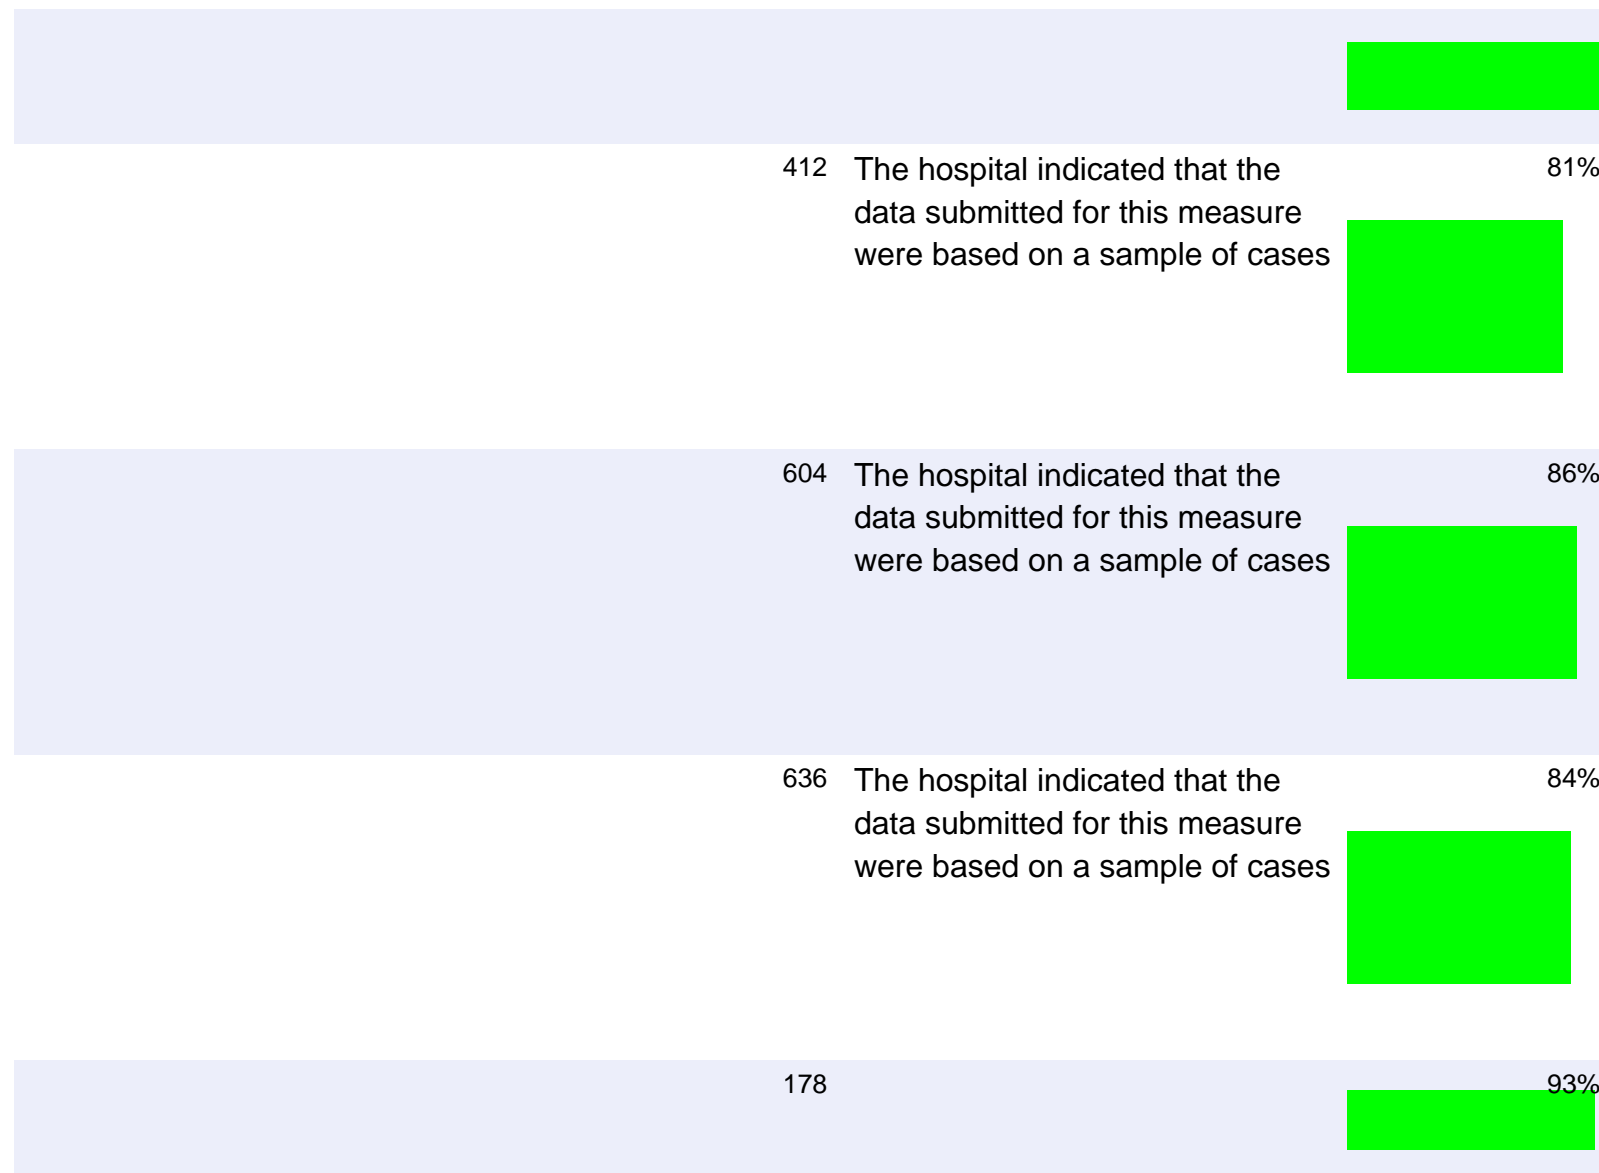 412 The hospital indicated that the 81%
data submitted for this measure
were based on a sample of cases
604 The hospital indicated that the 86%
data submitted for this measure
were based on a sample of cases
636 The hospital indicated that the 84%
data submitted for this measure
were based on a sample of cases
178 93%